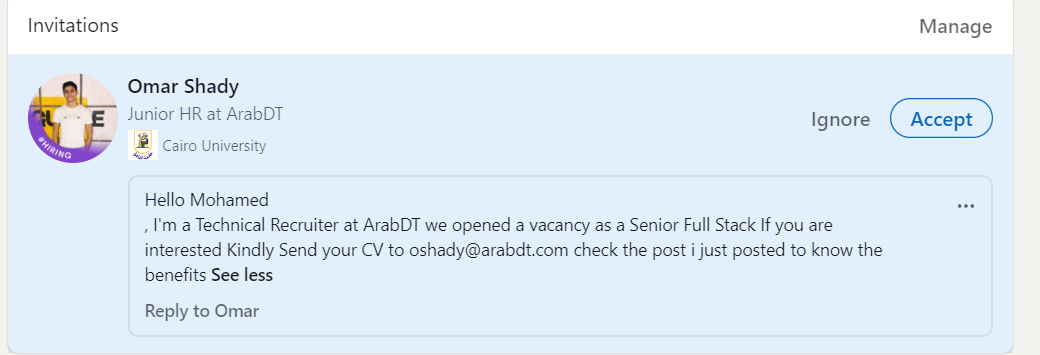 Invitations
Manage
Omar Shady
Junior HR at ArabDT
Cairo University
Ignore
Accept
#HIRING
Hello Mohamed
, I'm a Technical Recruiter at ArabDT we opened a vacancy as a Senior Full Stack If you are
interested Kindly Send your CV to oshady@arabdt.com check the post i just posted to know the
benefits See less
Reply to Omar